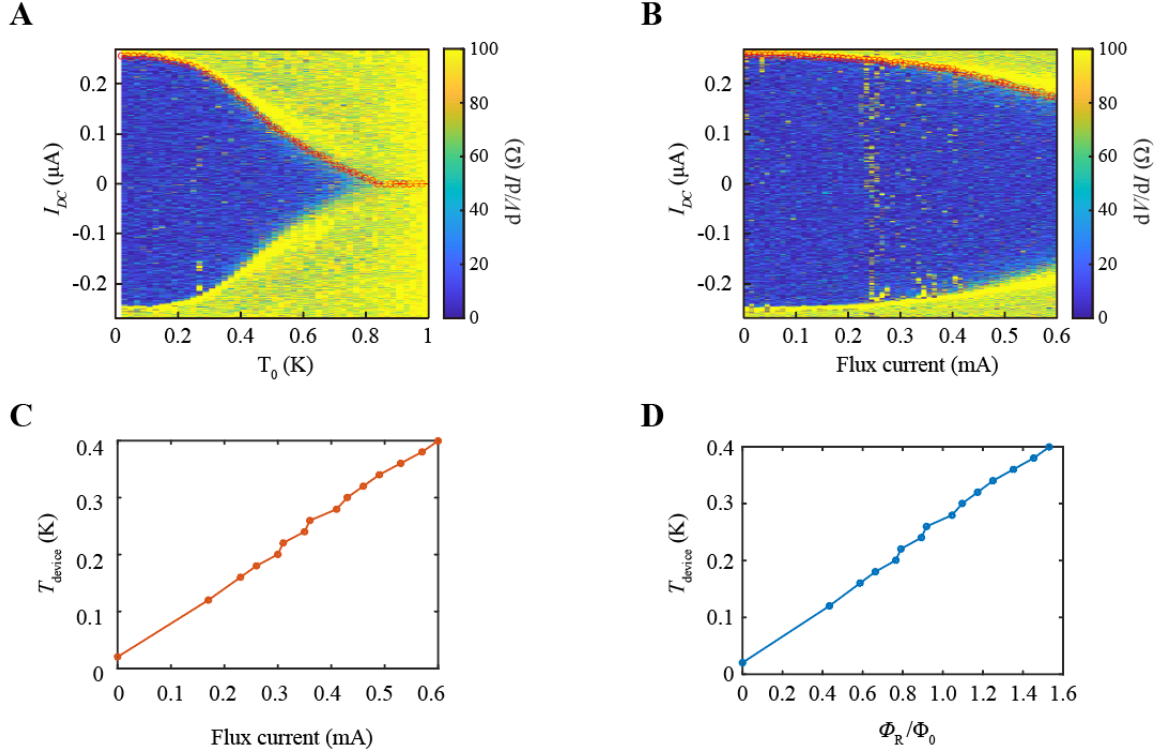 A
0.2
0.1
0
-0.1
-0.2
I_DC (µA)
0 0.2 0.4 0.6 0.8 1
T₀ (K)
100
80
60
40
20
0
dV/dI (Ω)
B
0.2
0.1
0
-0.1
-0.2
I_DC (µA)
0 0.1 0.2 0.3 0.4 0.5 0.6
Flux current (mA)
100
80
60
40
20
0
dV/dI (Ω)
C
0.4
0.3
0.2
0.1
0
T_device (K)
0 0.1 0.2 0.3 0.4 0.5 0.6
Flux current (mA)
D
0.4
0.3
0.2
0.1
0
T_device (K)
0 0.2 0.4 0.6 0.8 1.0 1.2 1.4 1.6
Φ_R/Φ₀